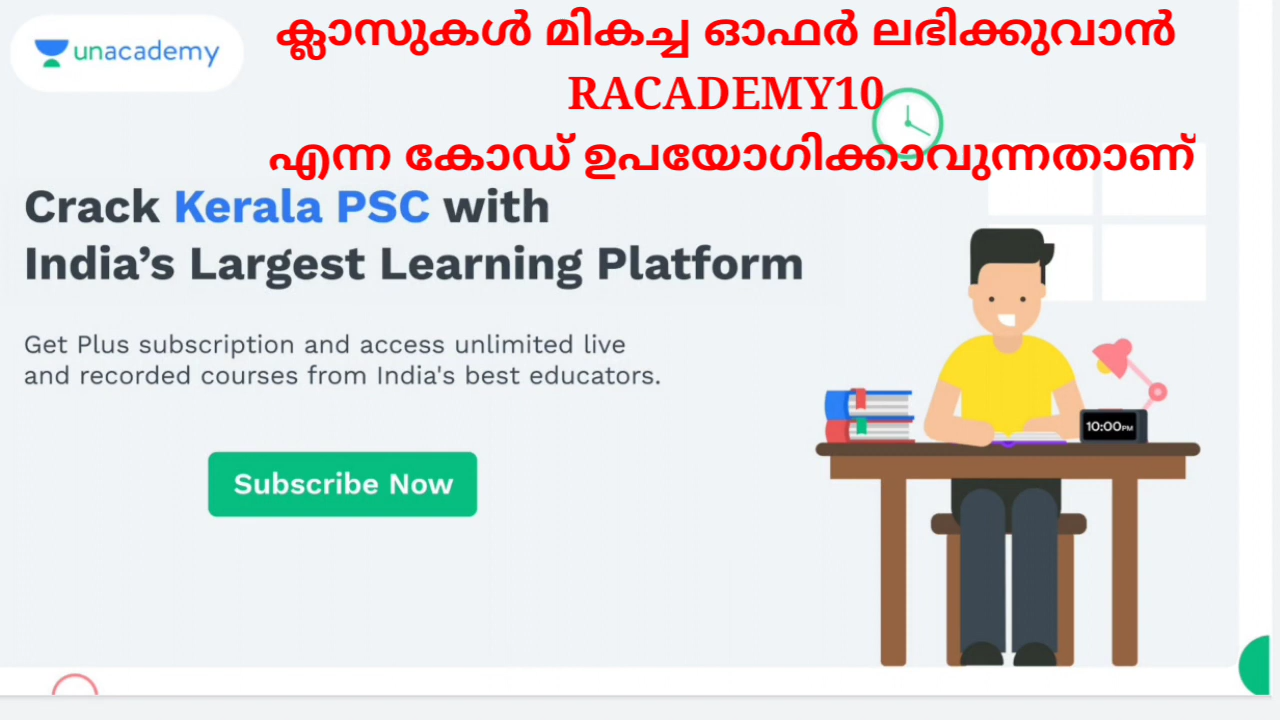 unacademy
ക്ലാസുകൾ മികച്ച ഓഫർ ലഭിക്കുവാൻ
RACADEMY10
എന്ന കോഡ് ഉപയോഗിക്കാവുന്നതാണ്
Crack Kerala PSC with
India’s Largest Learning Platform
Get Plus subscription and access unlimited live
and recorded courses from India's best educators.
10:00PM
Subscribe Now